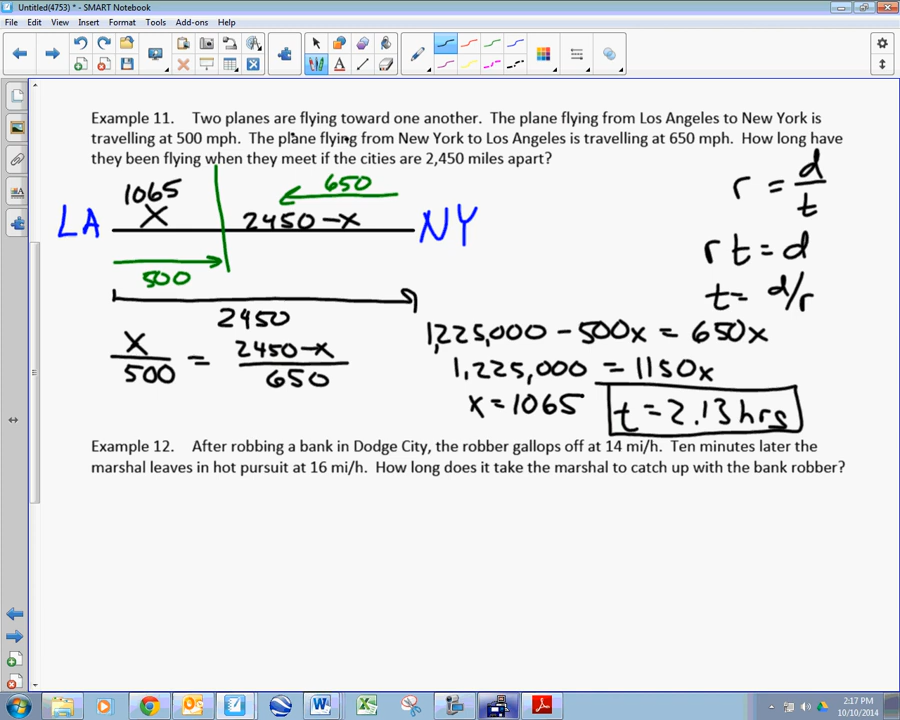 Untitled(4753) * - SMART Notebook
File Edit View Insert Format Tools Add-ons Help
Example 11. Two planes are flying toward one another. The plane flying from Los Angeles to New York is
travelling at 500 mph. The plane flying from New York to Los Angeles is travelling at 650 mph. How long have
they been flying when they meet if the cities are 2,450 miles apart?
r = d/t
1065
650
LA X 2450-X NY
rt = d
500
t = d/r
2450
X/500 = 2450-X/650
1,225,000 - 500x = 650x
1,225,000 = 1150x
x = 1065 t = 2.13 hrs
Example 12. After robbing a bank in Dodge City, the robber gallops off at 14 mi/h. Ten minutes later the
marshal leaves in hot pursuit at 16 mi/h. How long does it take the marshal to catch up with the bank robber?
2:17 PM
10/10/2014